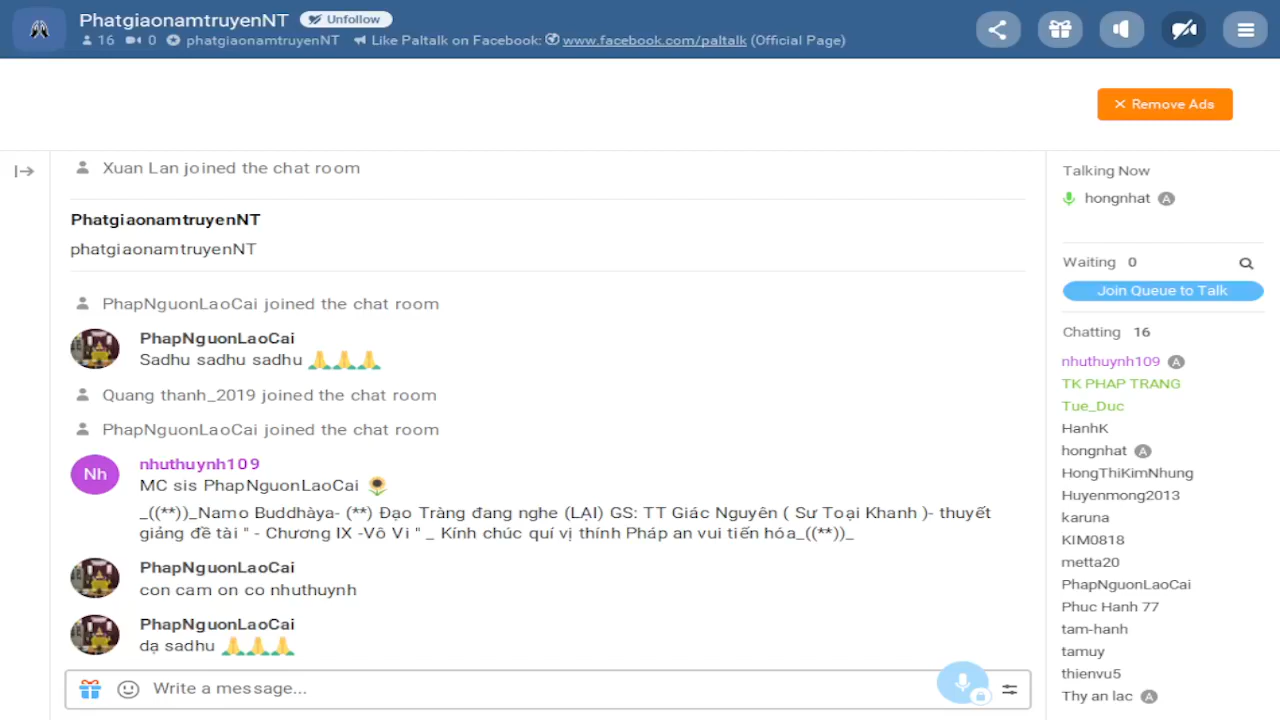 PhatgiaonamtruyenNT Unfollow
16 0 phatgiaonamtruyenNT Like Paltalk on Facebook: www.facebook.com/paltalk (Official Page)
Remove Ads
Xuan Lan joined the chat room
PhatgiaonamtruyenNT
phatgiaonamtruyenNT
PhapNguonLaoCai joined the chat room
PhapNguonLaoCai
Sadhu sadhu sadhu 🙏🙏🙏
Quang thanh_2019 joined the chat room
PhapNguonLaoCai joined the chat room
Nh
nhuthuynh109
MC sis PhapNguonLaoCai 🌻
_((**))_Namo Buddhàya- (**) Đạo Tràng đang nghe (LẠI) GS: TT Giác Nguyên ( Sư Toại Khanh )- thuyết
giảng đề tài " - Chương IX -Vô Vi " _ Kính chúc quí vị thính Pháp an vui tiến hóa_((**))_
PhapNguonLaoCai
con cam on co nhuthuynh
PhapNguonLaoCai
dạ sadhu 🙏🙏🙏
Write a message...
Talking Now
hongnhat A
Waiting 0
Join Queue to Talk
Chatting 16
nhuthuynh109 A
TK PHAP TRANG
Tue_Duc
HanhK
hongnhat A
HongThiKimNhung
Huyenmong2013
karuna
KIM0818
metta20
PhapNguonLaoCai
Phuc Hanh 77
tam-hanh
tamuy
thienvu5
Thy an lac A